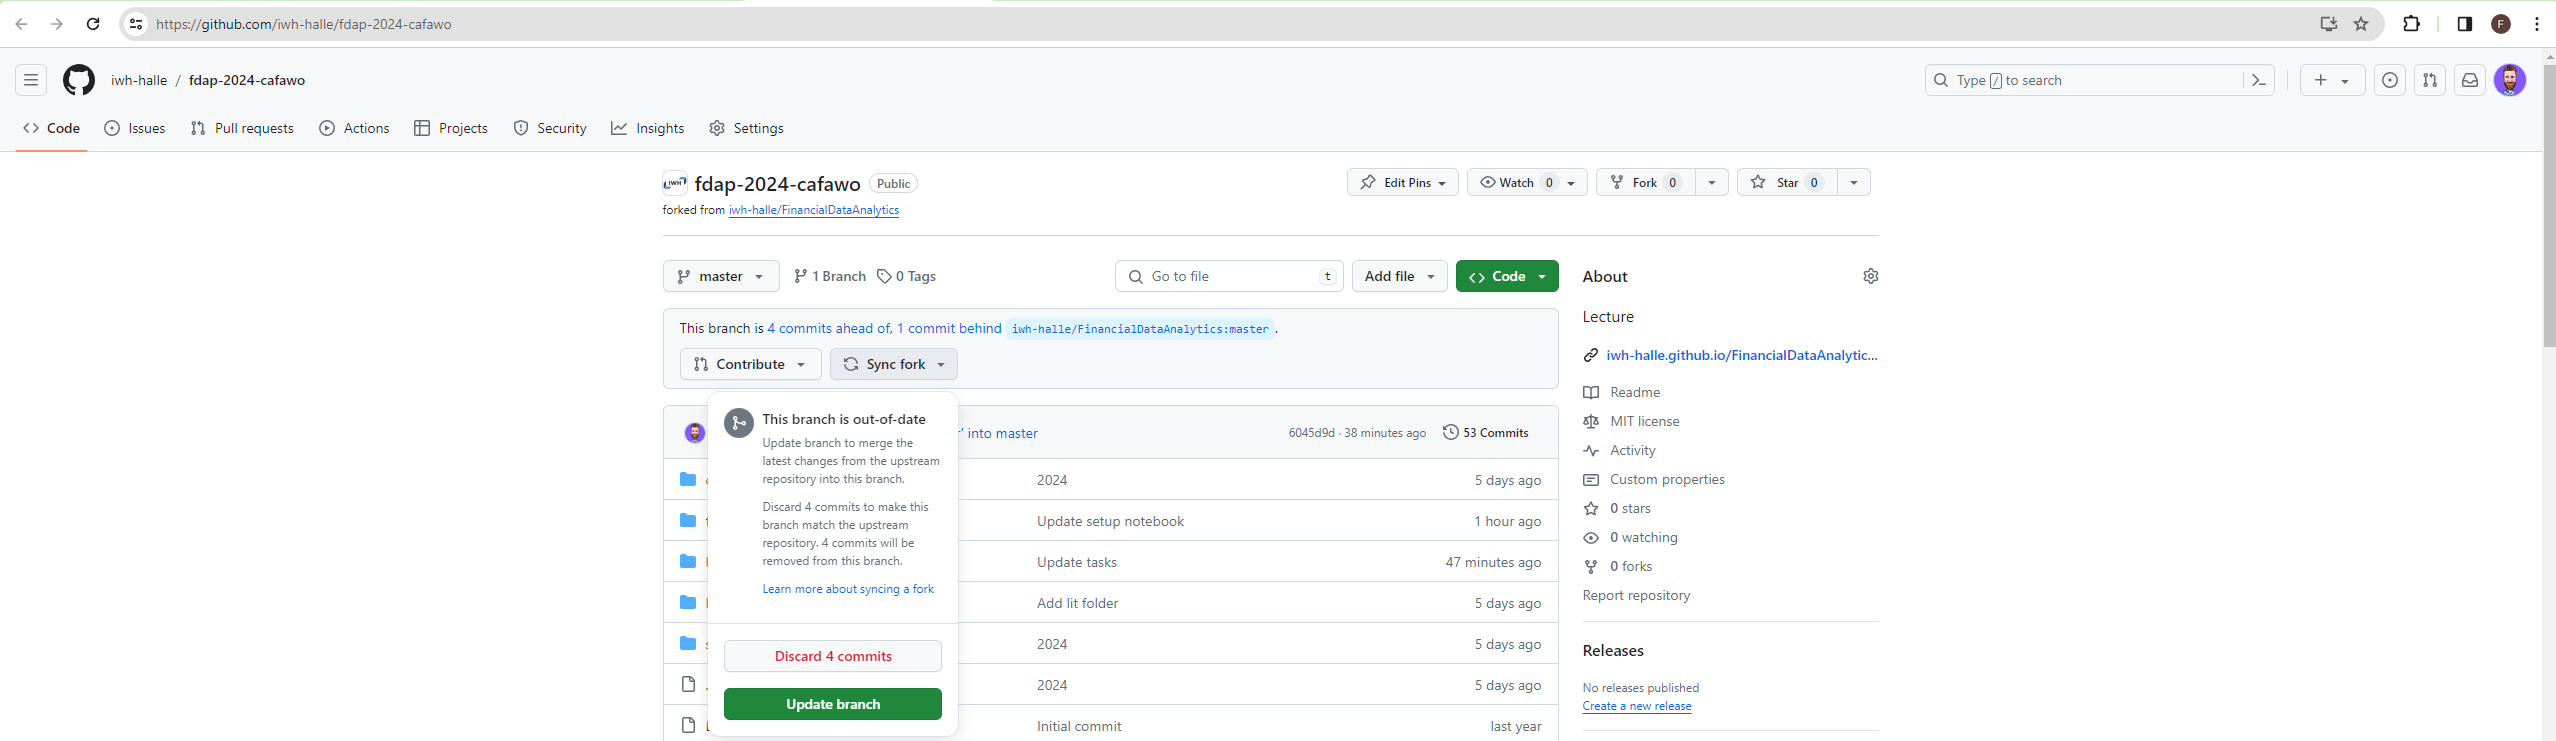 https://github.com/iwh-halle/fdap-2024-cafawo
F
iwh-halle / fdap-2024-cafawo
Type / to search
Code Issues Pull requests Actions Projects Security Insights Settings
IWH fdap-2024-cafawo Public
Edit Pins Watch 0 Fork 0 Star 0
forked from iwh-halle/FinancialDataAnalytics
master 1 Branch 0 Tags Go to file t Add file Code
This branch is 4 commits ahead of, 1 commit behind iwh-halle/FinancialDataAnalytics:master .
Contribute Sync fork
This branch is out-of-date
Update branch to merge the
latest changes from the upstream
repository into this branch.
Discard 4 commits to make this
branch match the upstream
repository. 4 commits will be
removed from this branch.
Learn more about syncing a fork
Discard 4 commits
Update branch
' into master 6045d9d · 38 minutes ago 53 Commits
2024 5 days ago
Update setup notebook 1 hour ago
Update tasks 47 minutes ago
Add lit folder 5 days ago
2024 5 days ago
2024 5 days ago
Initial commit last year
About
Lecture
iwh-halle.github.io/FinancialDataAnalytic...
Readme
MIT license
Activity
Custom properties
0 stars
0 watching
0 forks
Report repository
Releases
No releases published
Create a new release